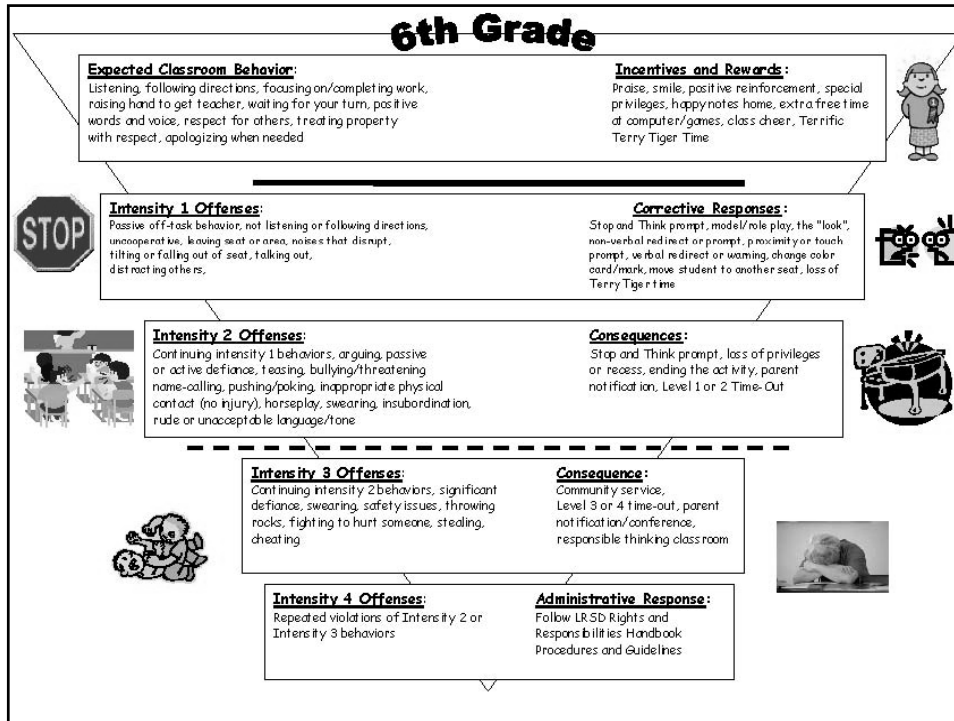 6th Grade
Expected Classroom Behavior:
Listening, following directions, focusing on/completing work,
raising hand to get teacher, waiting for your turn, positive
words and voice, respect for others, treating property
with respect, apologizing when needed
Incentives and Rewards:
Praise, smile, positive reinforcement, special
privileges, happy notes home, extra free time
at computer/games, class cheer, Terrific
Terry Tiger Time
STOP
Intensity 1 Offenses:
Passive off-task behavior, not listening or following directions,
uncooperative, leaving seat or area, noises that disrupt,
tilting or falling out of seat, talking out,
distracting others,
Corrective Responses:
Stop and Think prompt, model/role play, the "look",
non-verbal redirect or prompt, proximity or touch
prompt, verbal redirect or warning, change color
card/mark, move student to another seat, loss of
Terry Tiger time
Intensity 2 Offenses:
Continuing intensity 1 behaviors, arguing, passive
or active defiance, teasing, bullying/threatening
name-calling, pushing/poking, inappropriate physical
contact (no injury), horseplay, swearing, insubordination,
rude or unacceptable language/tone
Consequences:
Stop and Think prompt, loss of privileges
or recess, ending the activity, parent
notification, Level 1 or 2 Time-Out
Intensity 3 Offenses:
Continuing intensity 2 behaviors, significant
defiance, swearing, safety issues, throwing
rocks, fighting to hurt someone, stealing,
cheating
Consequence:
Community service,
Level 3 or 4 time-out, parent
notification/conference,
responsible thinking classroom
Intensity 4 Offenses:
Repeated violations of Intensity 2 or
Intensity 3 behaviors
Administrative Response:
Follow LRSD Rights and
Responsibilities Handbook
Procedures and Guidelines